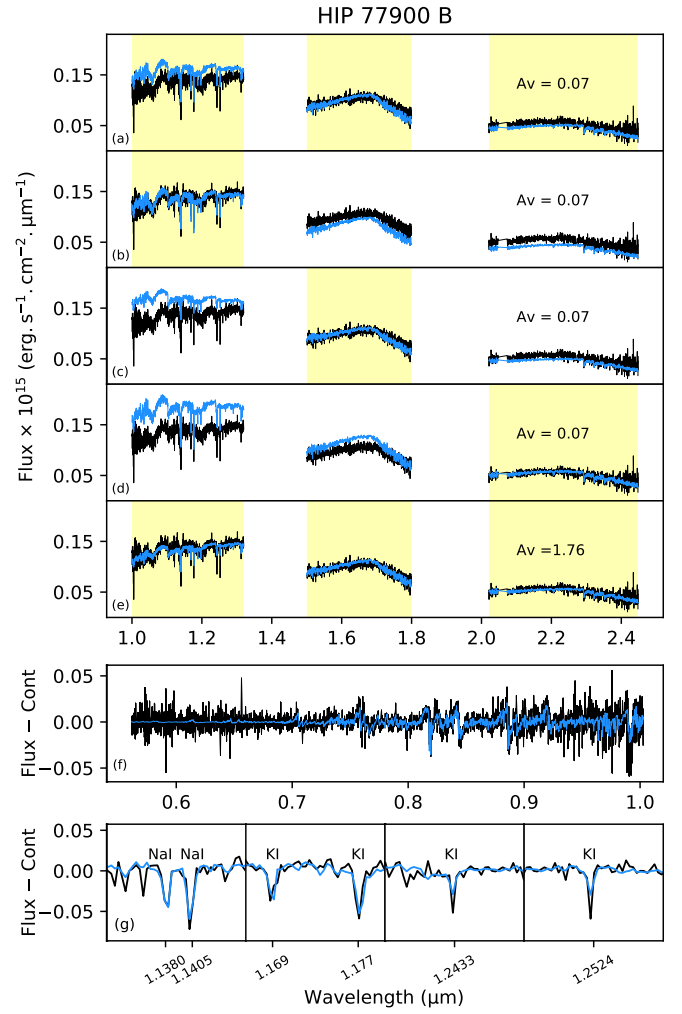 HIP 77900 B
Flux × 10¹⁵ (erg. s⁻¹. cm⁻². μm⁻¹)
0.15
0.05
Av = 0.07
(a)
0.15
0.05
Av = 0.07
(b)
0.15
0.05
Av = 0.07
(c)
0.15
0.05
Av = 0.07
(d)
0.15
0.05
Av =1.76
(e)
1.0 1.2 1.4 1.6 1.8 2.0 2.2 2.4
Flux − Cont
0.05
0.00
−0.05
(f)
0.6 0.7 0.8 0.9 1.0
Flux − Cont
0.05
0.00
−0.05
NaI NaI KI KI KI KI
(g)
1.1380 1.1405 1.169 1.177 1.2433 1.2524
Wavelength (μm)